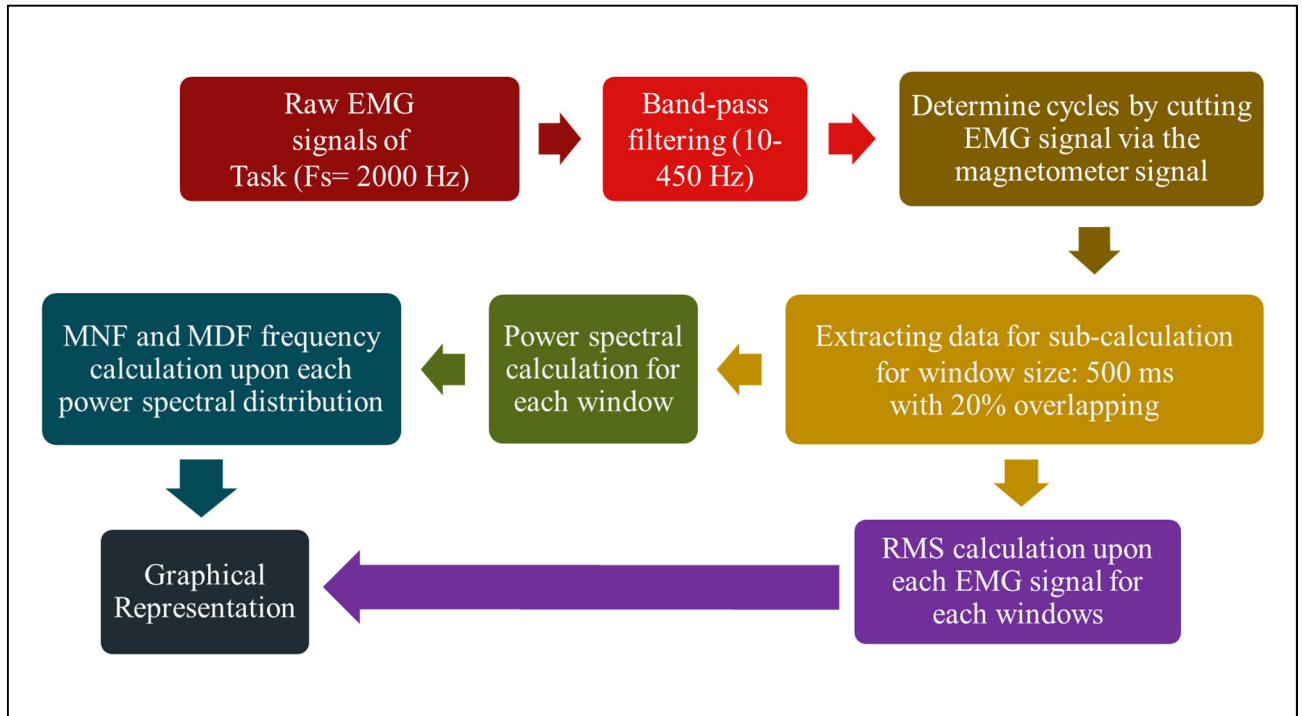 Raw EMG
signals of
Task (Fs= 2000 Hz)
Band-pass
filtering (10-
450 Hz)
Determine cycles by cutting
EMG signal via the
magnetometer signal
MNF and MDF frequency
calculation upon each
power spectral distribution
Power spectral
calculation for
each window
Extracting data for sub-calculation
for window size: 500 ms
with 20% overlapping
Graphical
Representation
RMS calculation upon
each EMG signal for
each windows